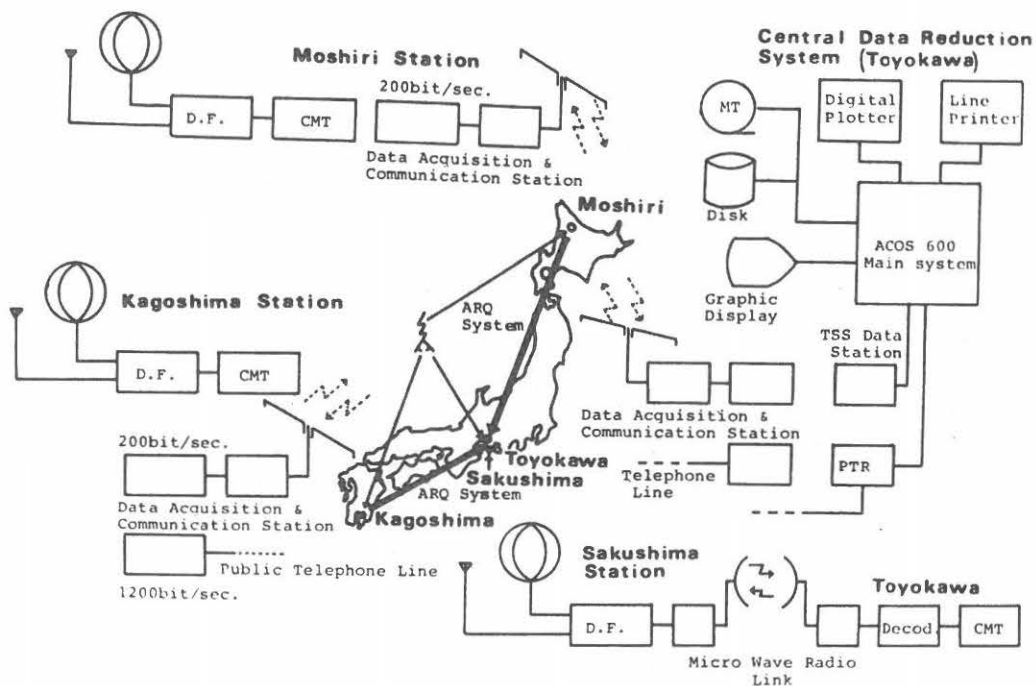 Moshiri Station
200bit/sec.
D.F.
CMT
Data Acquisition &
Communication Station
Central Data Reduction
System (Toyokawa)
MT
Digital
Plotter
Line
Printer
Disk
ACOS 600
Main system
Graphic
Display
TSS Data
Station
PTR
Telephone
Line
Moshiri
ARQ
System
Data Acquisition &
Communication Station
Toyokawa
Sakushima
ARQ System
Kagoshima
Kagoshima Station
D.F.
CMT
200bit/sec.
Data Acquisition &
Communication Station
Public Telephone Line
1200bit/sec.
Sakushima
Station
D.F.
Micro Wave Radio
Link
Toyokawa
Decod.
CMT